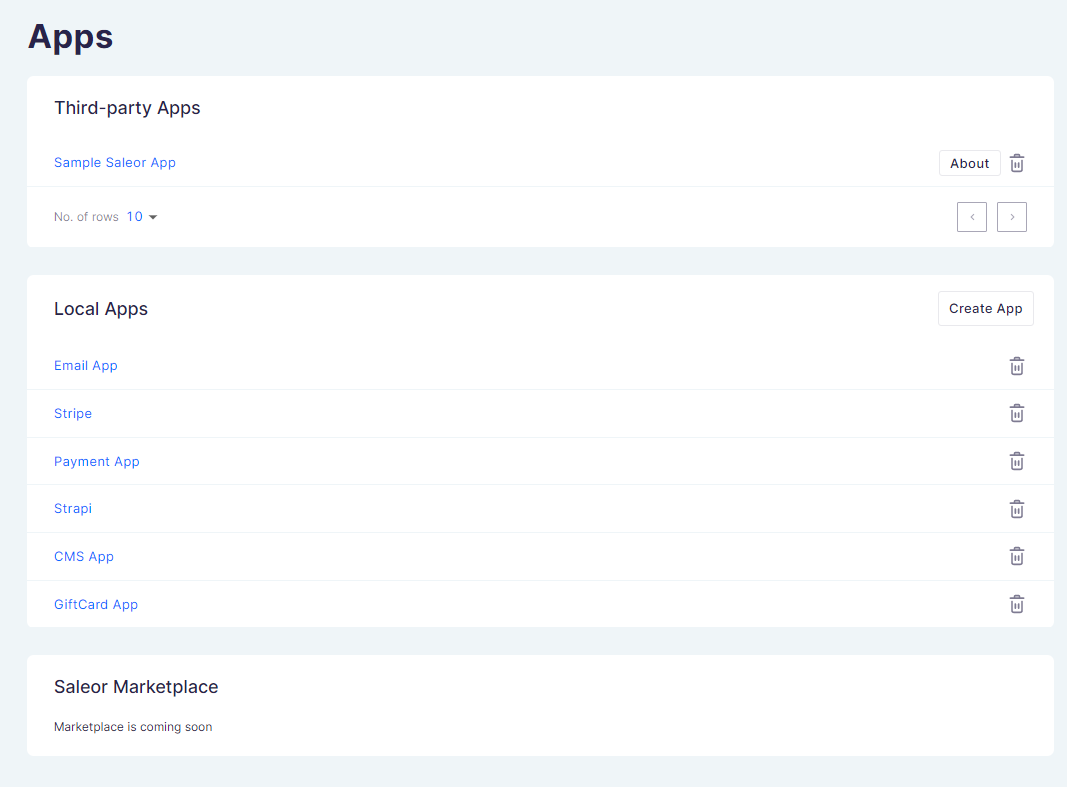 Apps
Third-party Apps
Sample Saleor App About
No. of rows 10
Local Apps Create App
Email App
Stripe
Payment App
Strapi
CMS App
GiftCard App
Saleor Marketplace
Marketplace is coming soon